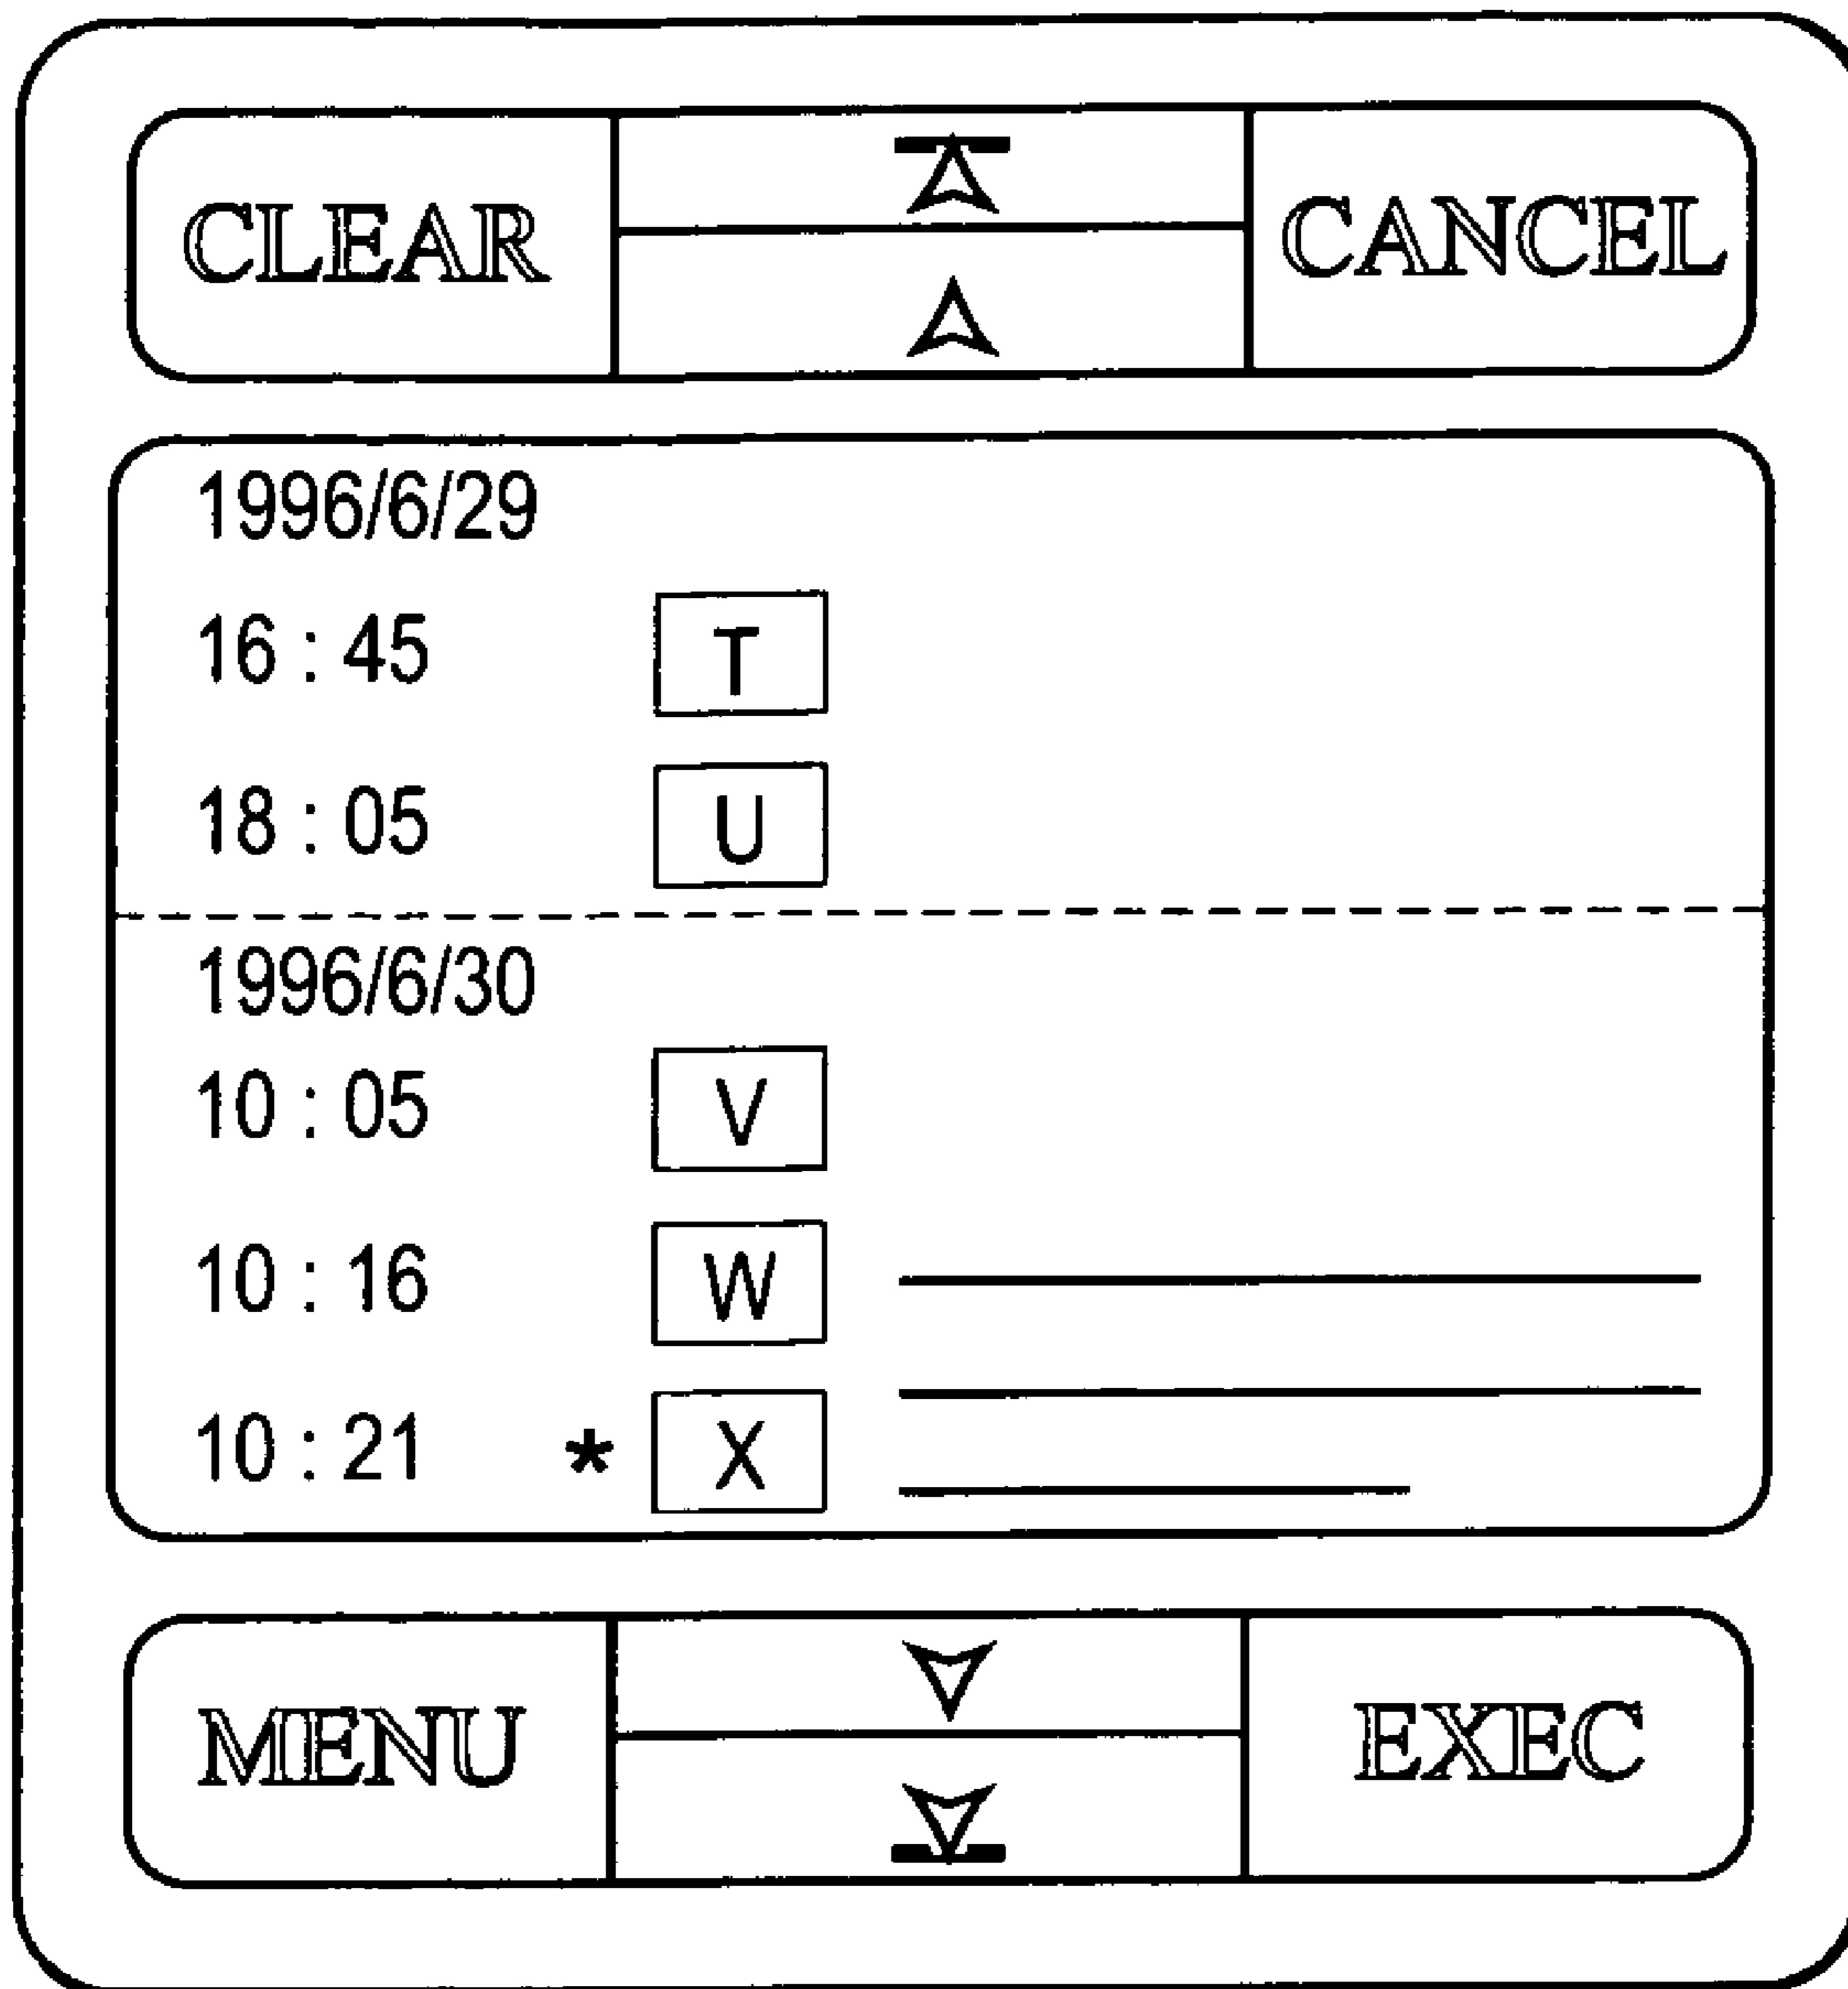 CLEAR CANCEL
1996/6/29
16 : 45 T
18 : 05 U
1996/6/30
10 : 05 V
10 : 16 W
10 : 21 * X
MENU EXEC